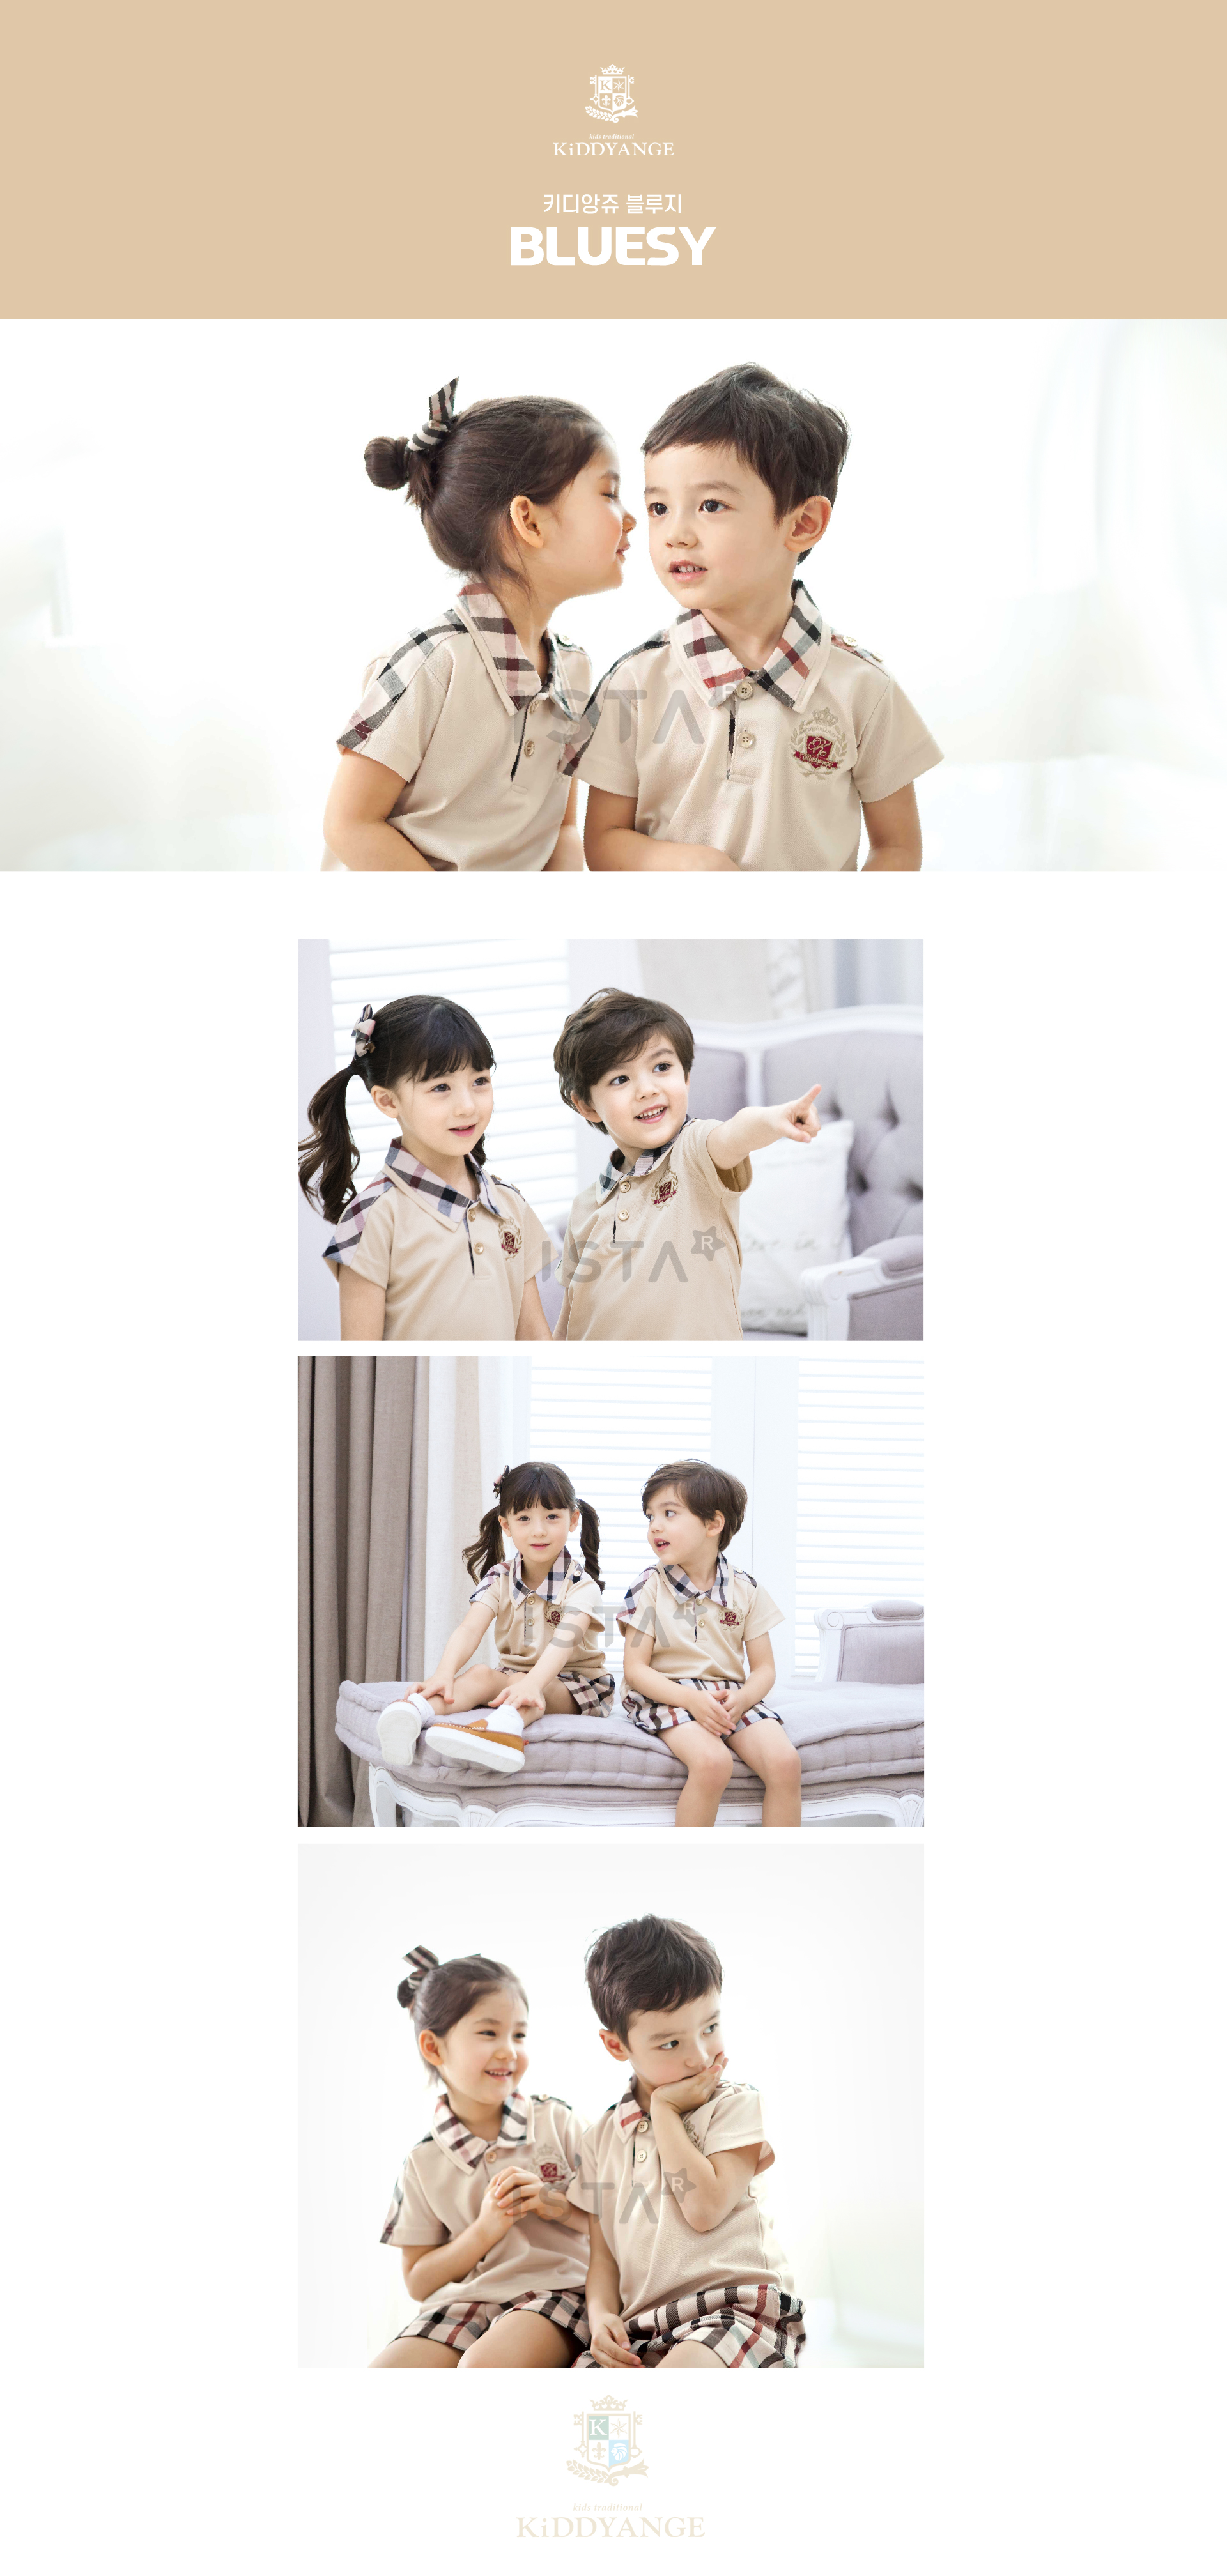 K
kids traditional
KiDDYANGE
키디앙쥬 블루지
BLUESY
ISTA
ISTA R
ISTA R
ISTA R
K
kids traditional
KiDDYANGE